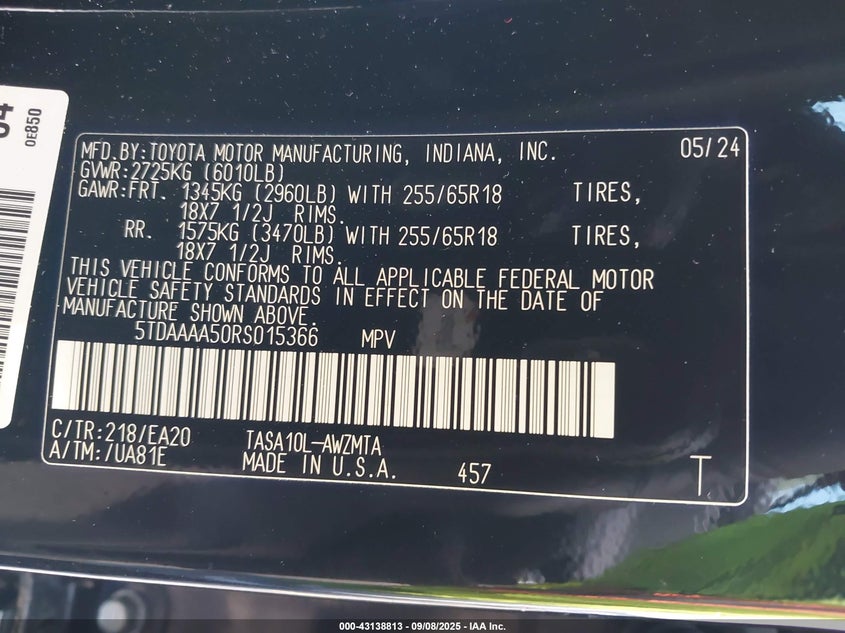 34
0E850
MFD.BY:TOYOTA MOTOR MANUFACTURING, INDIANA, INC. 05/24
GVWR:2725KG (6010LB)
GAWR:FRT. 1345KG (2960LB) WITH 255/65R18 TIRES,
18X7 1/2J RIMS.
RR. 1575KG (3470LB) WITH 255/65R18 TIRES,
18X7 1/2J RIMS.
THIS VEHICLE CONFORMS TO ALL APPLICABLE FEDERAL MOTOR
VEHICLE SAFETY STANDARDS IN EFFECT ON THE DATE OF
MANUFACTURE SHOWN ABOVE.
5TDAAAA50RS015366 MPV
C/TR:218/EA20 TASA10L-AWZMTA
A/TM:/UA81E MADE IN U.S.A. 457 T
000-43138813 - 09/08/2025 - IAA Inc.